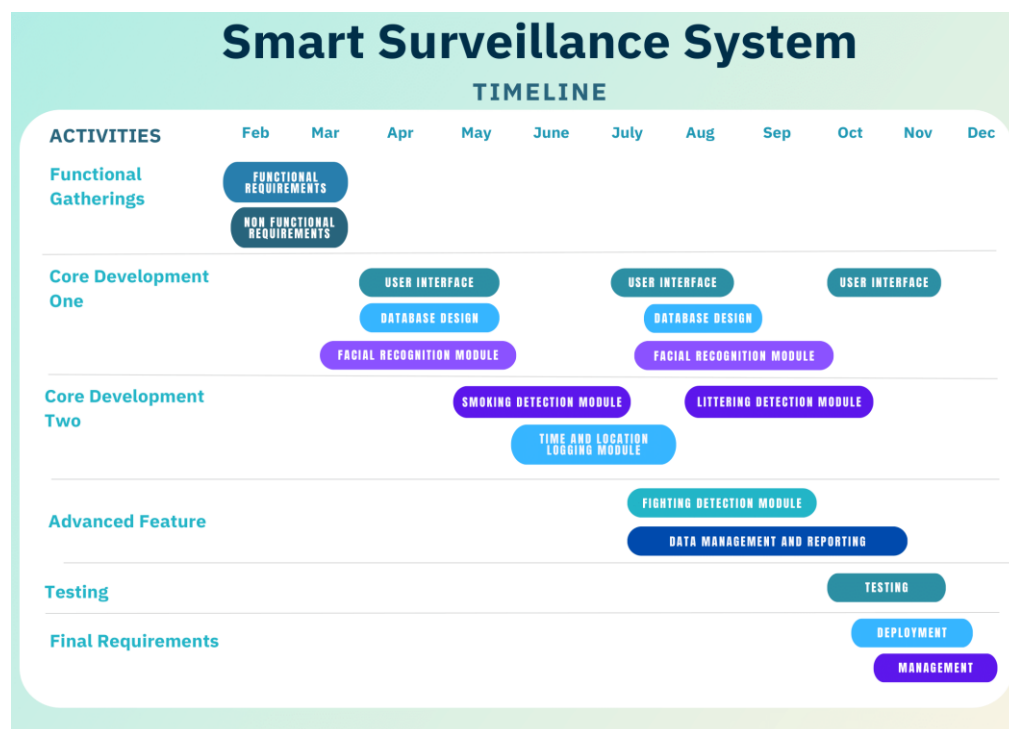 Smart Surveillance System
TIMELINE
ACTIVITIES Feb Mar Apr May June July Aug Sep Oct Nov Dec
Functional
Gatherings
FUNCTIONAL
REQUIREMENTS
NON FUNCTIONAL
REQUIREMENTS
Core Development
One
USER INTERFACE USER INTERFACE USER INTERFACE
DATABASE DESIGN DATABASE DESIGN
FACIAL RECOGNITION MODULE FACIAL RECOGNITION MODULE
Core Development
Two
SMOKING DETECTION MODULE LITTERING DETECTION MODULE
TIME AND LOCATION
LOGGING MODULE
Advanced Feature
FIGHTING DETECTION MODULE
DATA MANAGEMENT AND REPORTING
Testing
TESTING
Final Requirements
DEPLOYMENT
MANAGEMENT